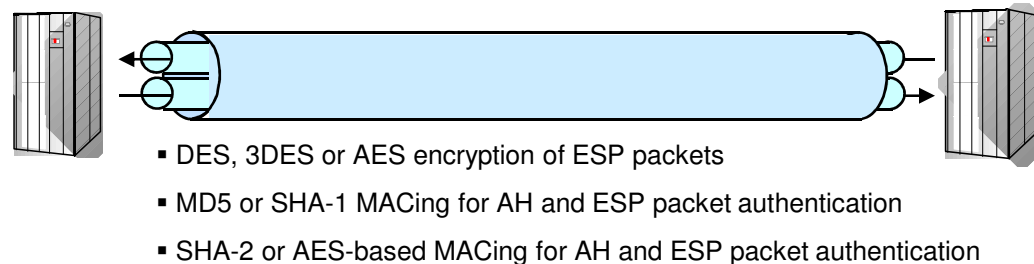 ▪ DES, 3DES or AES encryption of ESP packets
▪ MD5 or SHA-1 MACing for AH and ESP packet authentication
▪ SHA-2 or AES-based MACing for AH and ESP packet authentication